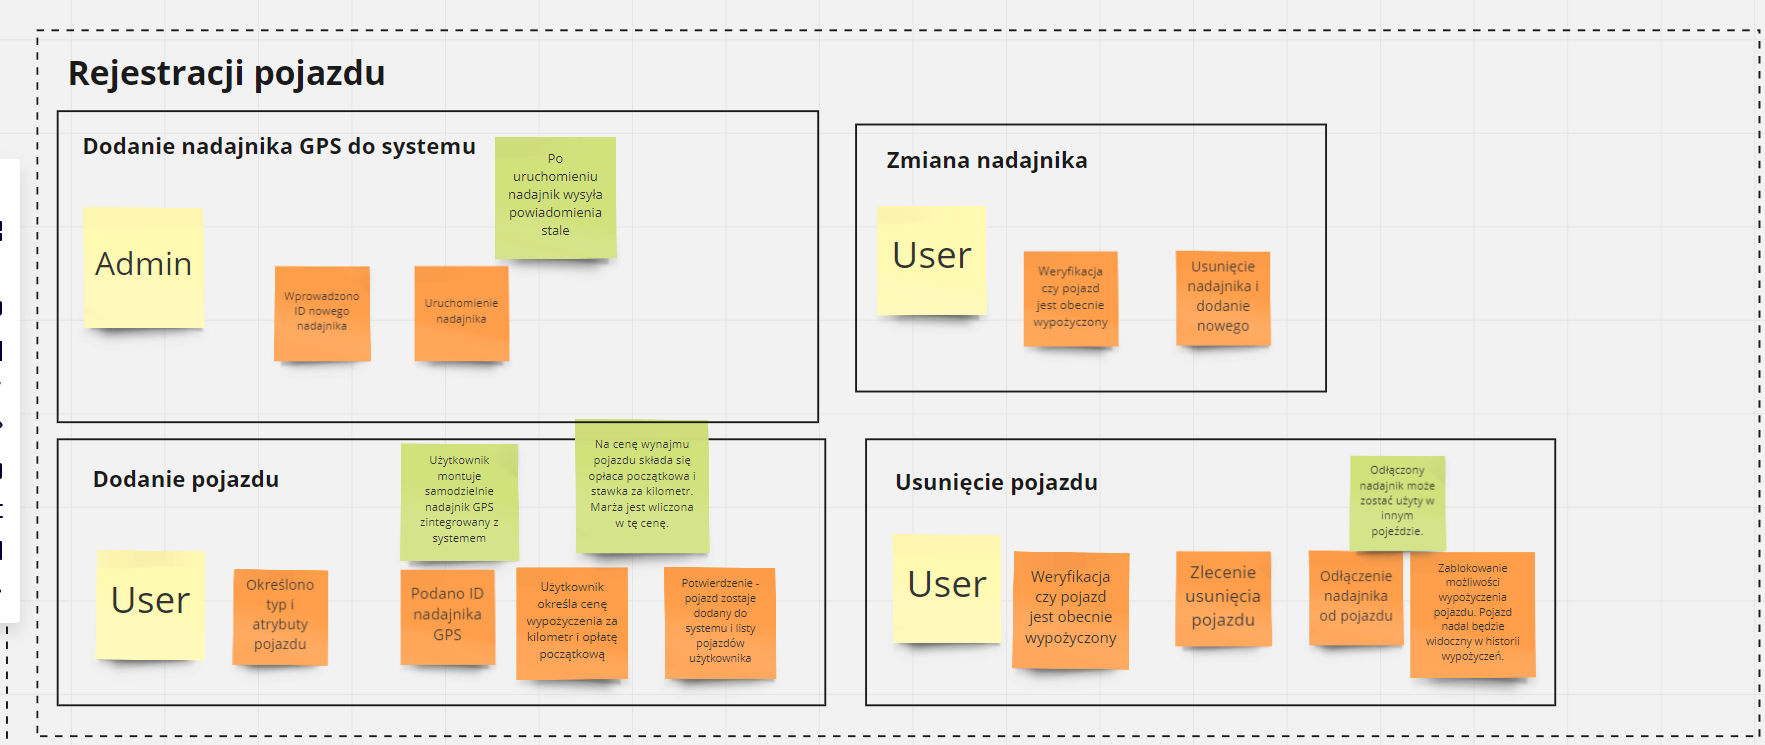 Rejestracji pojazdu
Dodanie nadajnika GPS do systemu
Po
uruchomieniu
nadajnik wysyła
powiadomienia
stale
Admin
Wprowadzono
ID nowego
nadajnika
Uruchomienie
nadajnika
Zmiana nadajnika
User
Weryfikacja
czy pojazd
jest obecnie
wypożyczony
Usunięcie
nadajnika i
dodanie
nowego
Dodanie pojazdu
Użytkownik
montuje
samodzielnie
nadajnik GPS
zintegrowany z
systemem
Na cenę wynajmu
pojazdu składa się
opłaca początkowa i
stawka za kilometr.
Marża jest wliczona
w tę cenę.
User
Określono
typ i
atrybuty
pojazdu
Podano ID
nadajnika
GPS
Użytkownik
określa cenę
wypożyczenia za
kilometr i opłatę
początkową
Potwierdzenie -
pojazd zostaje
dodany do
systemu i listy
pojazdów
użytkownika
Usunięcie pojazdu
Odłączony
nadajnik może
zostać użyty w
innym
pojeździe.
User
Weryfikacja
czy pojazd
jest obecnie
wypożyczony
Zlecenie
usunięcia
pojazdu
Odłączenie
nadajnika
od pojazdu
Zablokowanie
możliwości
wypożyczenia
pojazdu. Pojazd
nadal będzie
widoczny w historii
wypożyczeń.